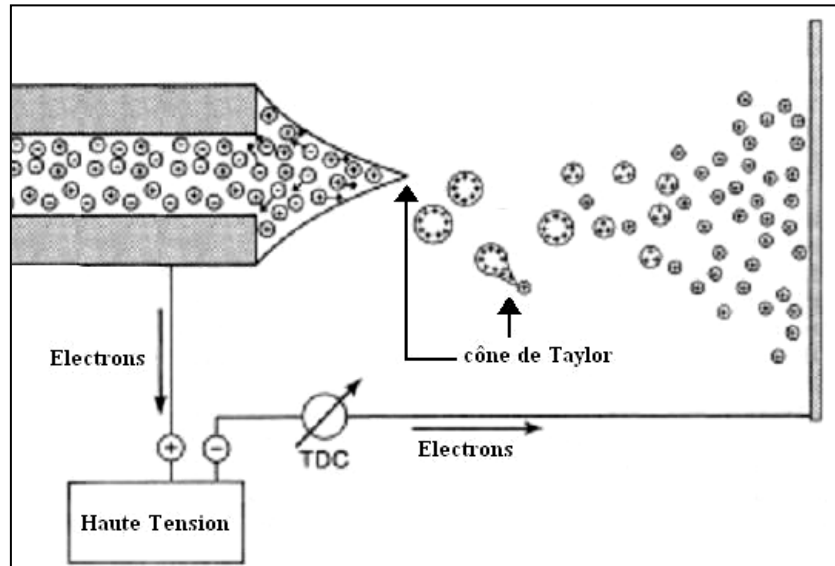 cône de Taylor
Electrons
+
−
TDC
Electrons
Haute Tension